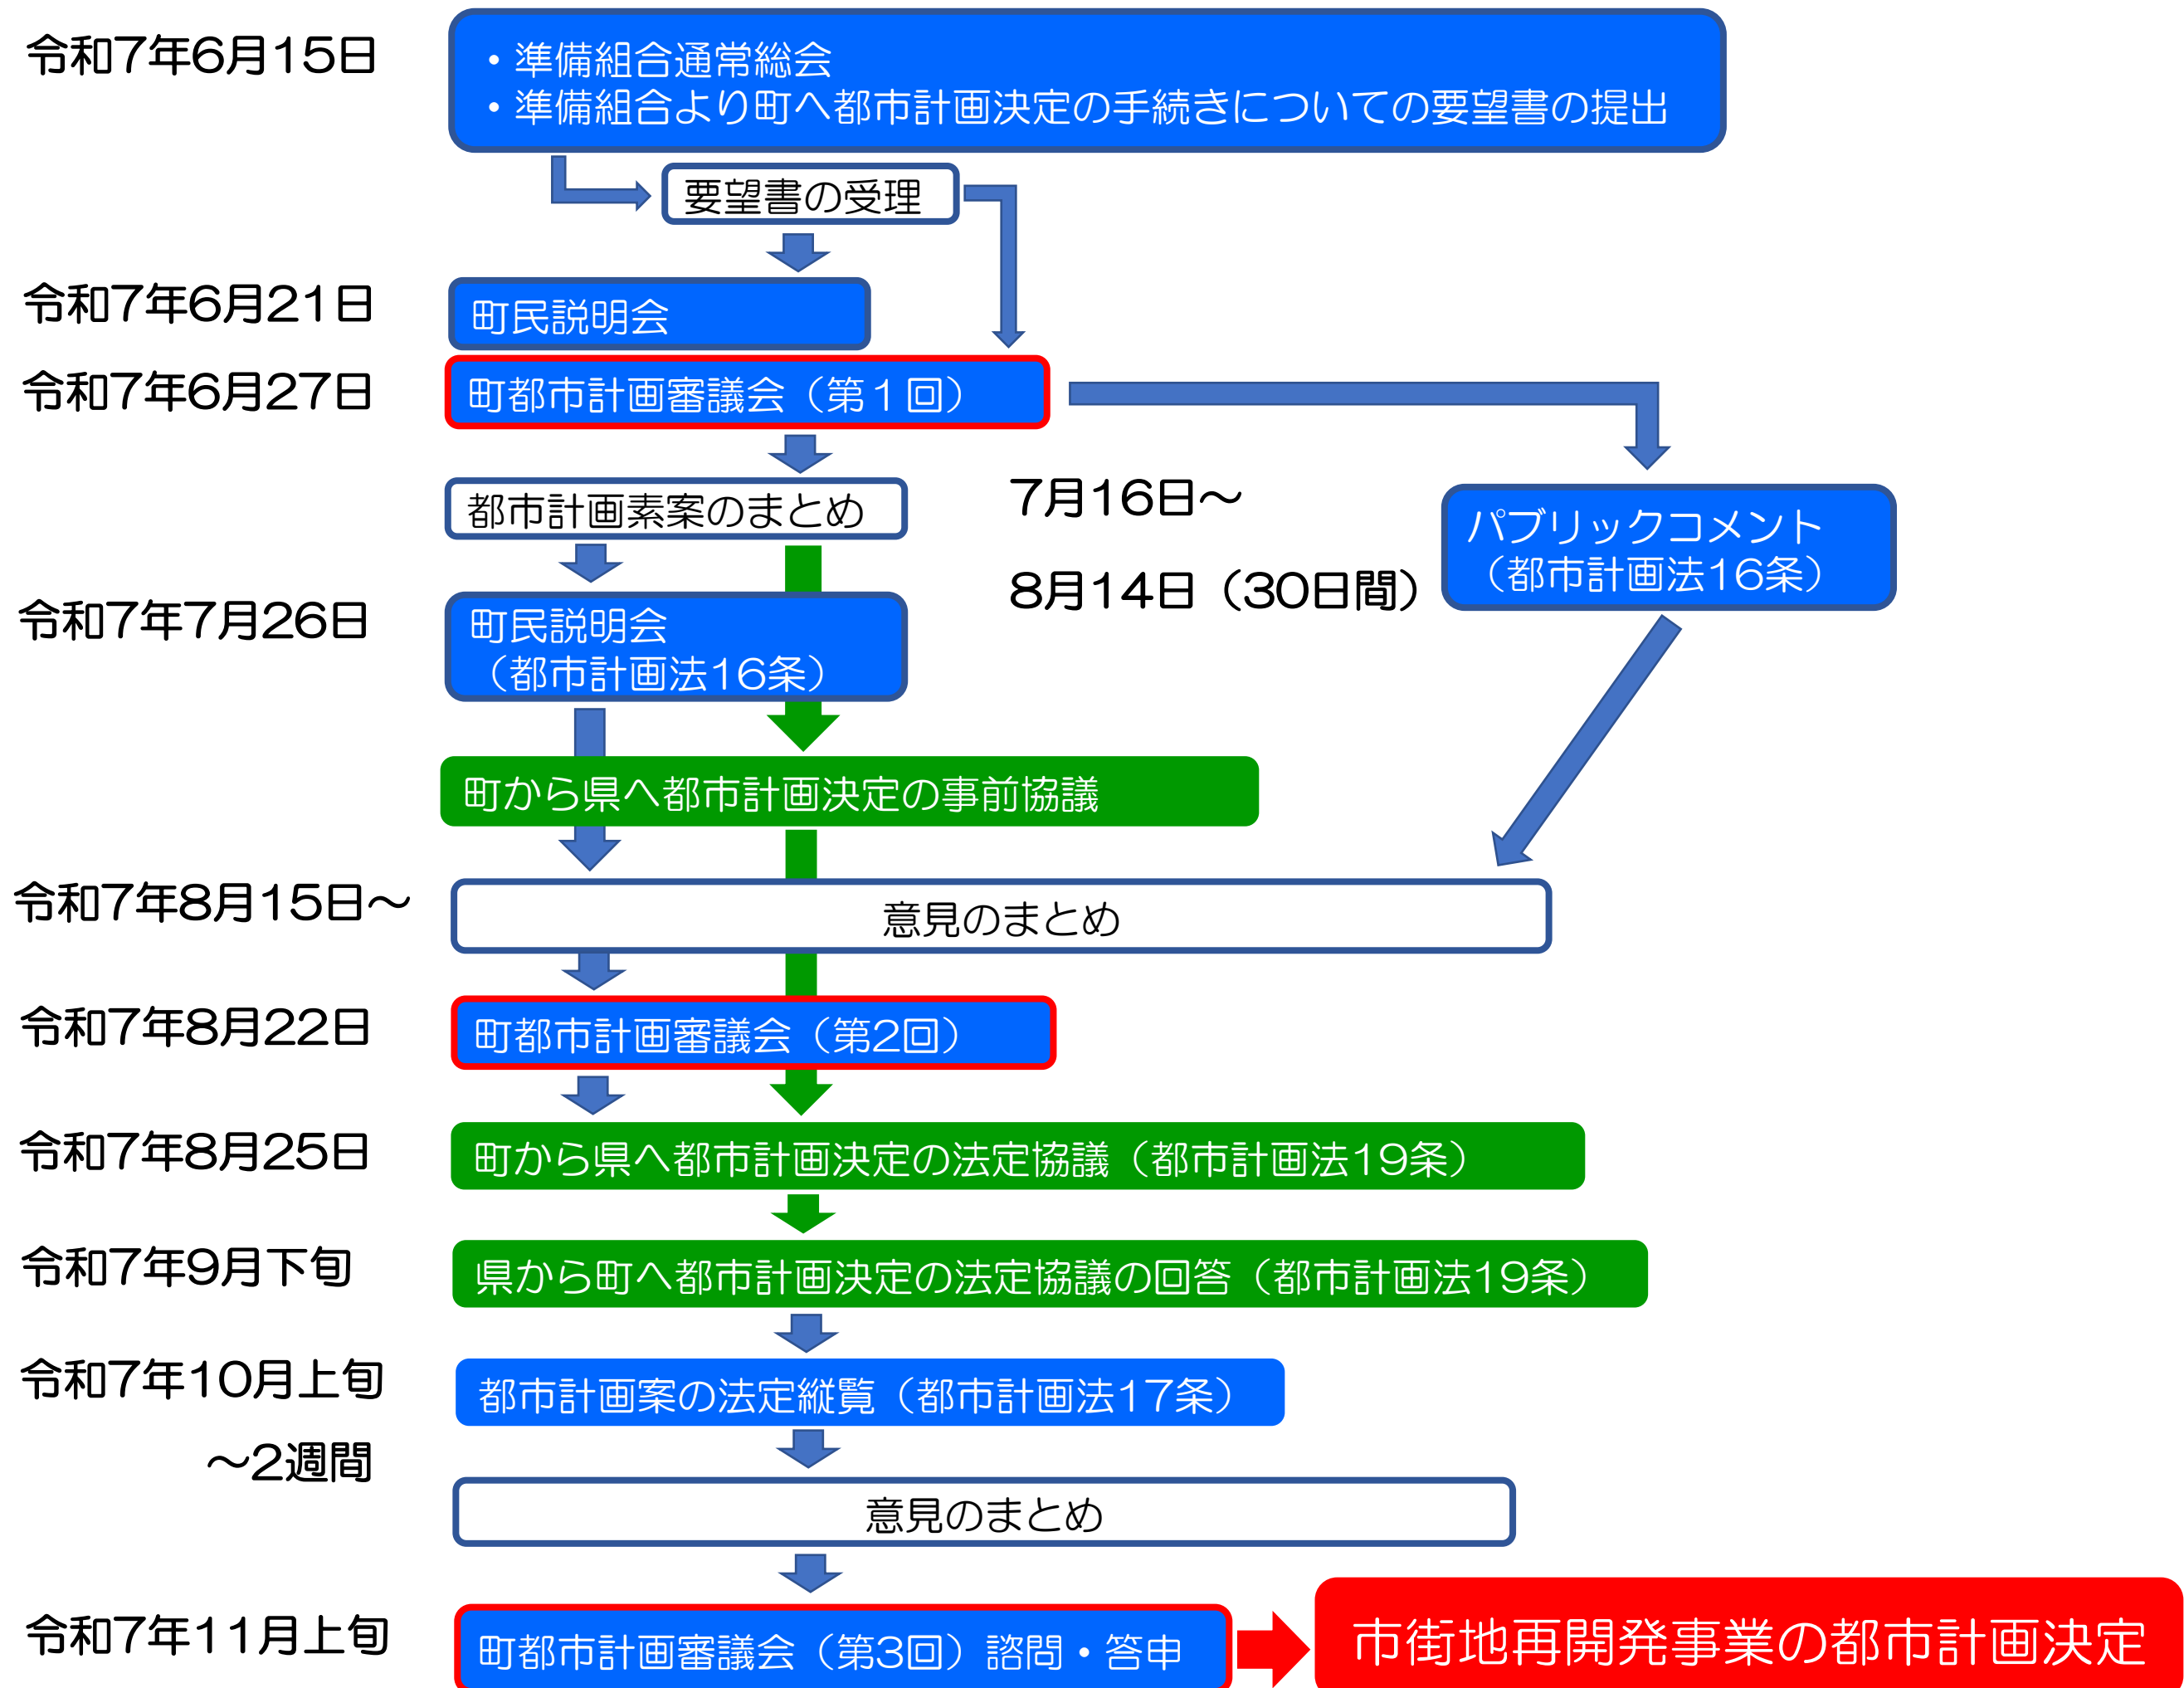 令和7年6月15日
・準備組合通常総会
・準備組合より町へ都市計画決定の手続きについての要望書の提出
要望書の受理
令和7年6月21日
町民説明会
令和7年6月27日
町都市計画審議会（第1回）
都市計画素案のまとめ
7月16日～
8月14日（30日間）
パブリックコメント
（都市計画法16条）
令和7年7月26日
町民説明会
（都市計画法16条）
町から県へ都市計画決定の事前協議
令和7年8月15日～
意見のまとめ
令和7年8月22日
町都市計画審議会（第2回）
令和7年8月25日
町から県へ都市計画決定の法定協議（都市計画法19条）
令和7年9月下旬
県から町へ都市計画決定の法定協議の回答（都市計画法19条）
令和7年10月上旬
～2週間
都市計画案の法定縦覧（都市計画法17条）
意見のまとめ
令和7年11月上旬
町都市計画審議会（第3回）諮問・答申
市街地再開発事業の都市計画決定